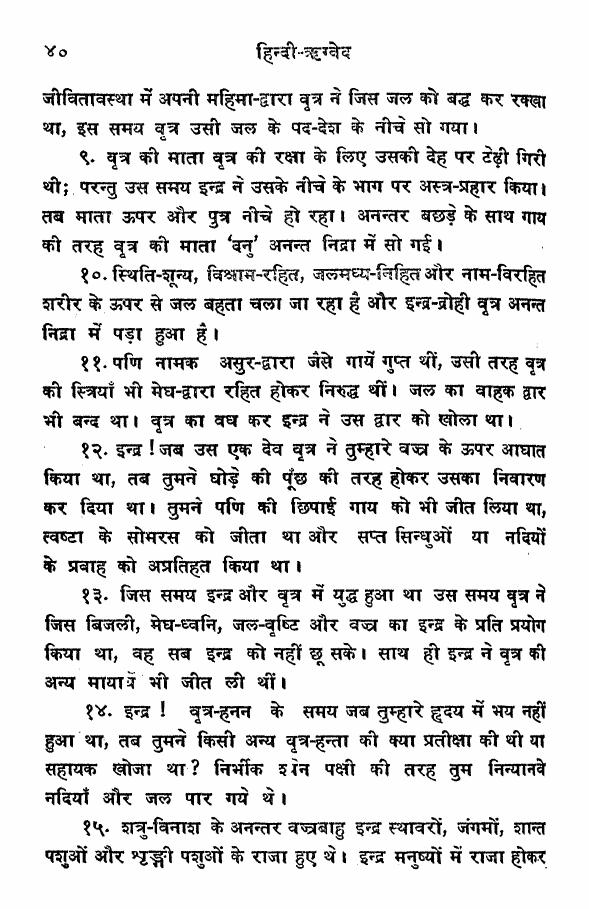 ४०
हिन्दी-ऋग्वेद
जीवितावस्था में अपनी महिमा-द्वारा वृत्र ने जिस जल को बद्ध कर रक्खा
था, इस समय वृत्र उसी जल के पद-देश के नीचे सो गया।
९. वृत्र की माता वृत्र की रक्षा के लिए उसकी देह पर टेढ़ी गिरी
थी; परन्तु उस समय इन्द्र ने उसके नीचे के भाग पर अस्त्र-प्रहार किया।
तब माता ऊपर और पुत्र नीचे हो रहा। अनन्तर बछड़े के साथ गाय
की तरह वृत्र की माता 'दनु' अनन्त निद्रा में सो गई।
१०. स्थिति-शून्य, विश्राम-रहित, जलमध्य-निहित और नाम-विरहित
शरीर के ऊपर से जल बहता चला जा रहा है और इन्द्र-द्रोही वृत्र अनन्त
निद्रा में पड़ा हुआ है।
११. पणि नामक असुर-द्वारा जैसे गायें गुप्त थीं, उसी तरह वृत्र
की स्त्रियाँ भी मेघ-द्वारा रहित होकर निरुद्ध थीं। जल का वाहक द्वार
भी बन्द था। वृत्र का वध कर इन्द्र ने उस द्वार को खोला था।
१२. इन्द्र ! जब उस एक देव वृत्र ने तुम्हारे वज्र के ऊपर आघात
किया था, तब तुमने घोड़े की पूँछ की तरह होकर उसका निवारण
कर दिया था। तुमने पणि की छिपाई गाय को भी जीत लिया था,
त्वष्टा के सोमरस को जीता था और सप्त सिन्धुओं या नदियों
के प्रवाह को अप्रतिहत किया था।
१३. जिस समय इन्द्र और वृत्र में युद्ध हुआ था उस समय वृत्र ने
जिस बिजली, मेघ-ध्वनि, जल-वृष्टि और वज्र का इन्द्र के प्रति प्रयोग
किया था, वह सब इन्द्र को नहीं छू सके। साथ ही इन्द्र ने वृत्र की
अन्य मायायें भी जीत ली थीं।
१४. इन्द्र ! वृत्र-हनन के समय जब तुम्हारे हृदय में भय नहीं
हुआ था, तब तुमने किसी अन्य वृत्र-हन्ता की क्या प्रतीक्षा की थी या
सहायक खोजा था? निर्भीक पक्षी की तरह तुम निन्यानवे
नदियाँ और जल पार गये थे।
१५. शत्रु-विनाश के अनन्तर वज्रबाहु इन्द्र स्थावरों, जंगमों, शान्त
पशुओं और श्रृङ्गी पशुओं के राजा हुए थे। इन्द्र मनुष्यों में राजा होकर